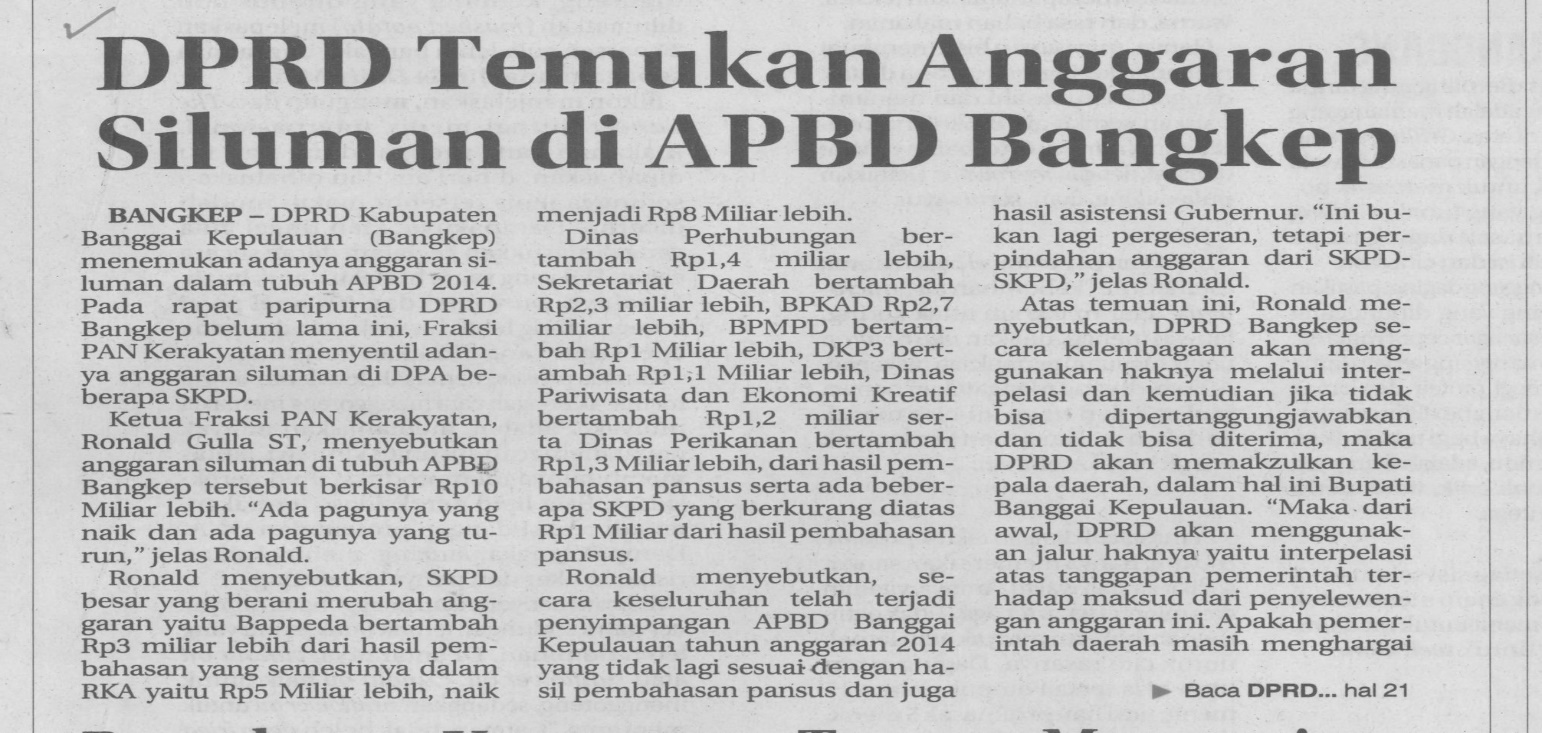 DPRD Temukan Anggaran
Siluman di APBD Bangkep
BANGKEP – DPRD Kabupaten
Banggai Kepulauan (Bangkep)
menemukan adanya anggaran si-
luman dalam tubuh APBD 2014.
Pada rapat paripurna DPRD
Bangkep belum lama ini, Fraksi
PAN Kerakyatan menyentil adan-
ya anggaran siluman di DPA be-
berapa SKPD.
Ketua Fraksi PAN Kerakyatan,
Ronald Gulla ST, menyebutkan
anggaran siluman di tubuh APBD
Bangkep tersebut berkisar Rp10
Miliar lebih. “Ada pagunya yang
naik dan ada pagunya yang tu-
run,” jelas Ronald.
Ronald menyebutkan, SKPD
besar yang berani merubah ang-
garan yaitu Bappeda bertambah
Rp3 miliar lebih dari hasil pem-
bahasan yang semestinya dalam
RKA yaitu Rp5 Miliar lebih, naik
menjadi Rp8 Miliar lebih.
Dinas Perhubungan ber-
tambah Rp1,4 miliar lebih,
Sekretariat Daerah bertambah
Rp2,3 miliar lebih, BPKAD Rp2,7
miliar lebih, BPMPD bertam-
bah Rp1 Miliar lebih, DKP3 bert-
ambah Rp1,1 Miliar lebih, Dinas
Pariwisata dan Ekonomi Kreatif
bertambah Rp1,2 miliar ser-
ta Dinas Perikanan bertambah
Rp1,3 Miliar lebih, dari hasil pem-
bahasan pansus serta ada beber-
apa SKPD yang berkurang diatas
Rp1 Miliar dari hasil pembahasan
pansus.
Ronald menyebutkan, se-
cara keseluruhan telah terjadi
penyimpangan APBD Banggai
Kepulauan tahun anggaran 2014
yang tidak lagi sesuai dengan ha-
sil pembahasan pansus dan juga
hasil asistensi Gubernur. “Ini bu-
kan lagi pergeseran, tetapi per-
pindahan anggaran dari SKPD-
SKPD,” jelas Ronald.
Atas temuan ini, Ronald me-
nyebutkan, DPRD Bangkep se-
cara kelembagaan akan meng-
gunakan haknya melalui inter-
pelasi dan kemudian jika tidak
bisa dipertanggungjawabkan
dan tidak bisa diterima, maka
DPRD akan memakzulkan ke-
pala daerah, dalam hal ini Bupati
Banggai Kepulauan. “Maka dari
awal, DPRD akan menggunak-
an jalur haknya yaitu interpelasi
atas tanggapan pemerintah ter-
hadap maksud dari penyelewen-
gan anggaran ini. Apakah pemer-
intah daerah masih menghargai
▶ Baca DPRD... hal 21